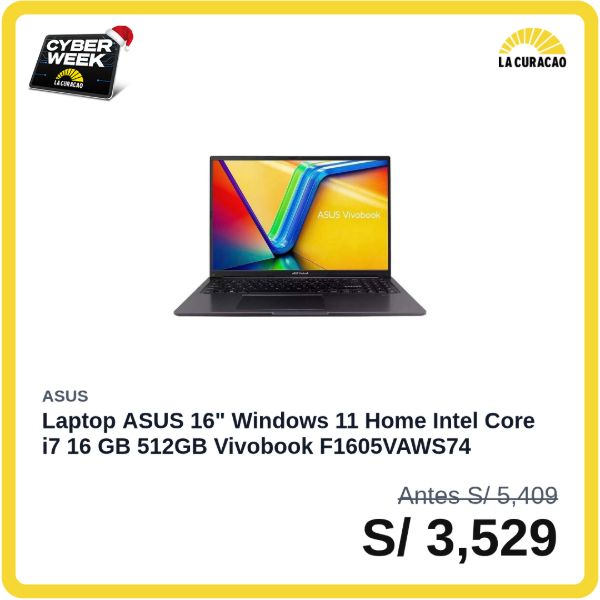 CYBER
WEEK
LA CURACAO
LA CURACAO
ASUS Vivobook
ASUS
Laptop ASUS 16" Windows 11 Home Intel Core
i7 16 GB 512GB Vivobook F1605VAWS74
Antes S/ 5,409
S/ 3,529